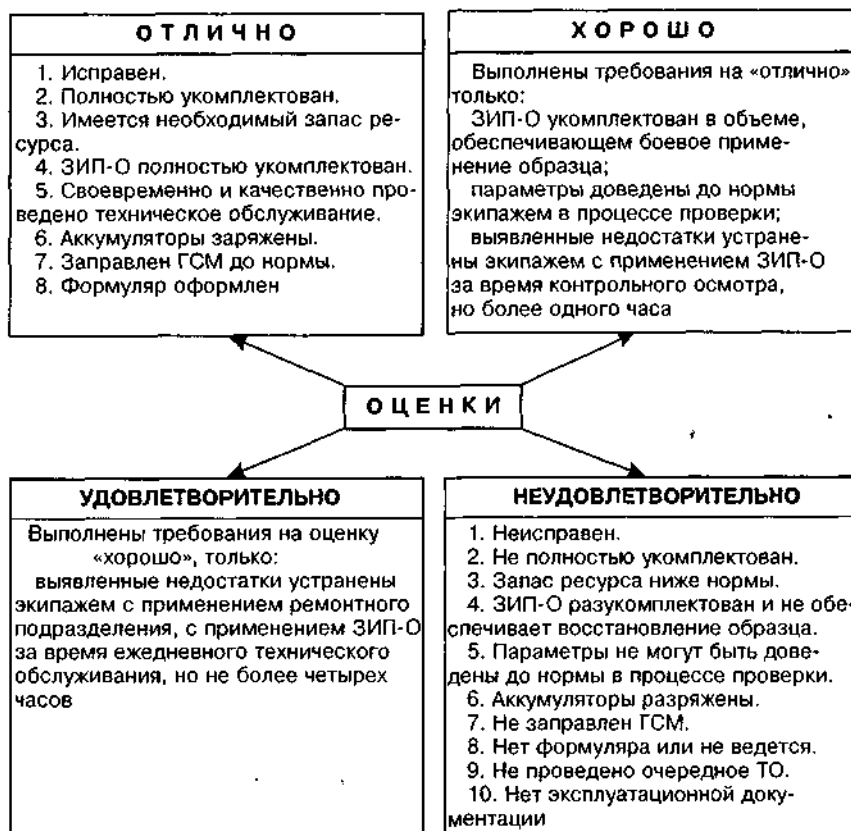 ОТЛИЧНО
1. Исправен.
2. Полностью укомплектован.
3. Имеется необходимый запас ре-
сурса.
4. ЗИП-О полностью укомплектован.
5. Своевременно и качественно про-
ведено техническое обслуживание.
6. Аккумуляторы заряжены.
7. Заправлен ГСМ до нормы.
8. Формуляр оформлен
ХОРОШО
Выполнены требования на «отлично»
только:
ЗИП-О укомплектован в объеме,
обеспечивающем боевое приме-
нение образца;
параметры доведены до нормы
экипажем в процессе проверки;
выявленные недостатки устране-
ны экипажем с применением ЗИП-О
за время контрольного осмотра,
но более одного часа
ОЦЕНКИ
УДОВЛЕТВОРИТЕЛЬНО
Выполнены требования на оценку
«хорошо», только:
выявленные недостатки устранены
экипажем с применением ремонтного
подразделения, с применением ЗИП-О
за время ежедневного технического
обслуживания, но не более четырех
часов
НЕУДОВЛЕТВОРИТЕЛЬНО
1. Неисправен.
2. Не полностью укомплектован.
3. Запас ресурса ниже нормы.
4. ЗИП-О разукомплектован и не обе-
спечивает восстановление образца.
5. Параметры не могут быть дове-
дены до нормы в процессе проверки.
6. Аккумуляторы разряжены.
7. Не заправлен ГСМ.
8. Нет формуляра или не ведется.
9. Не проведено очередное ТО.
10. Нет эксплуатационной доку-
ментации